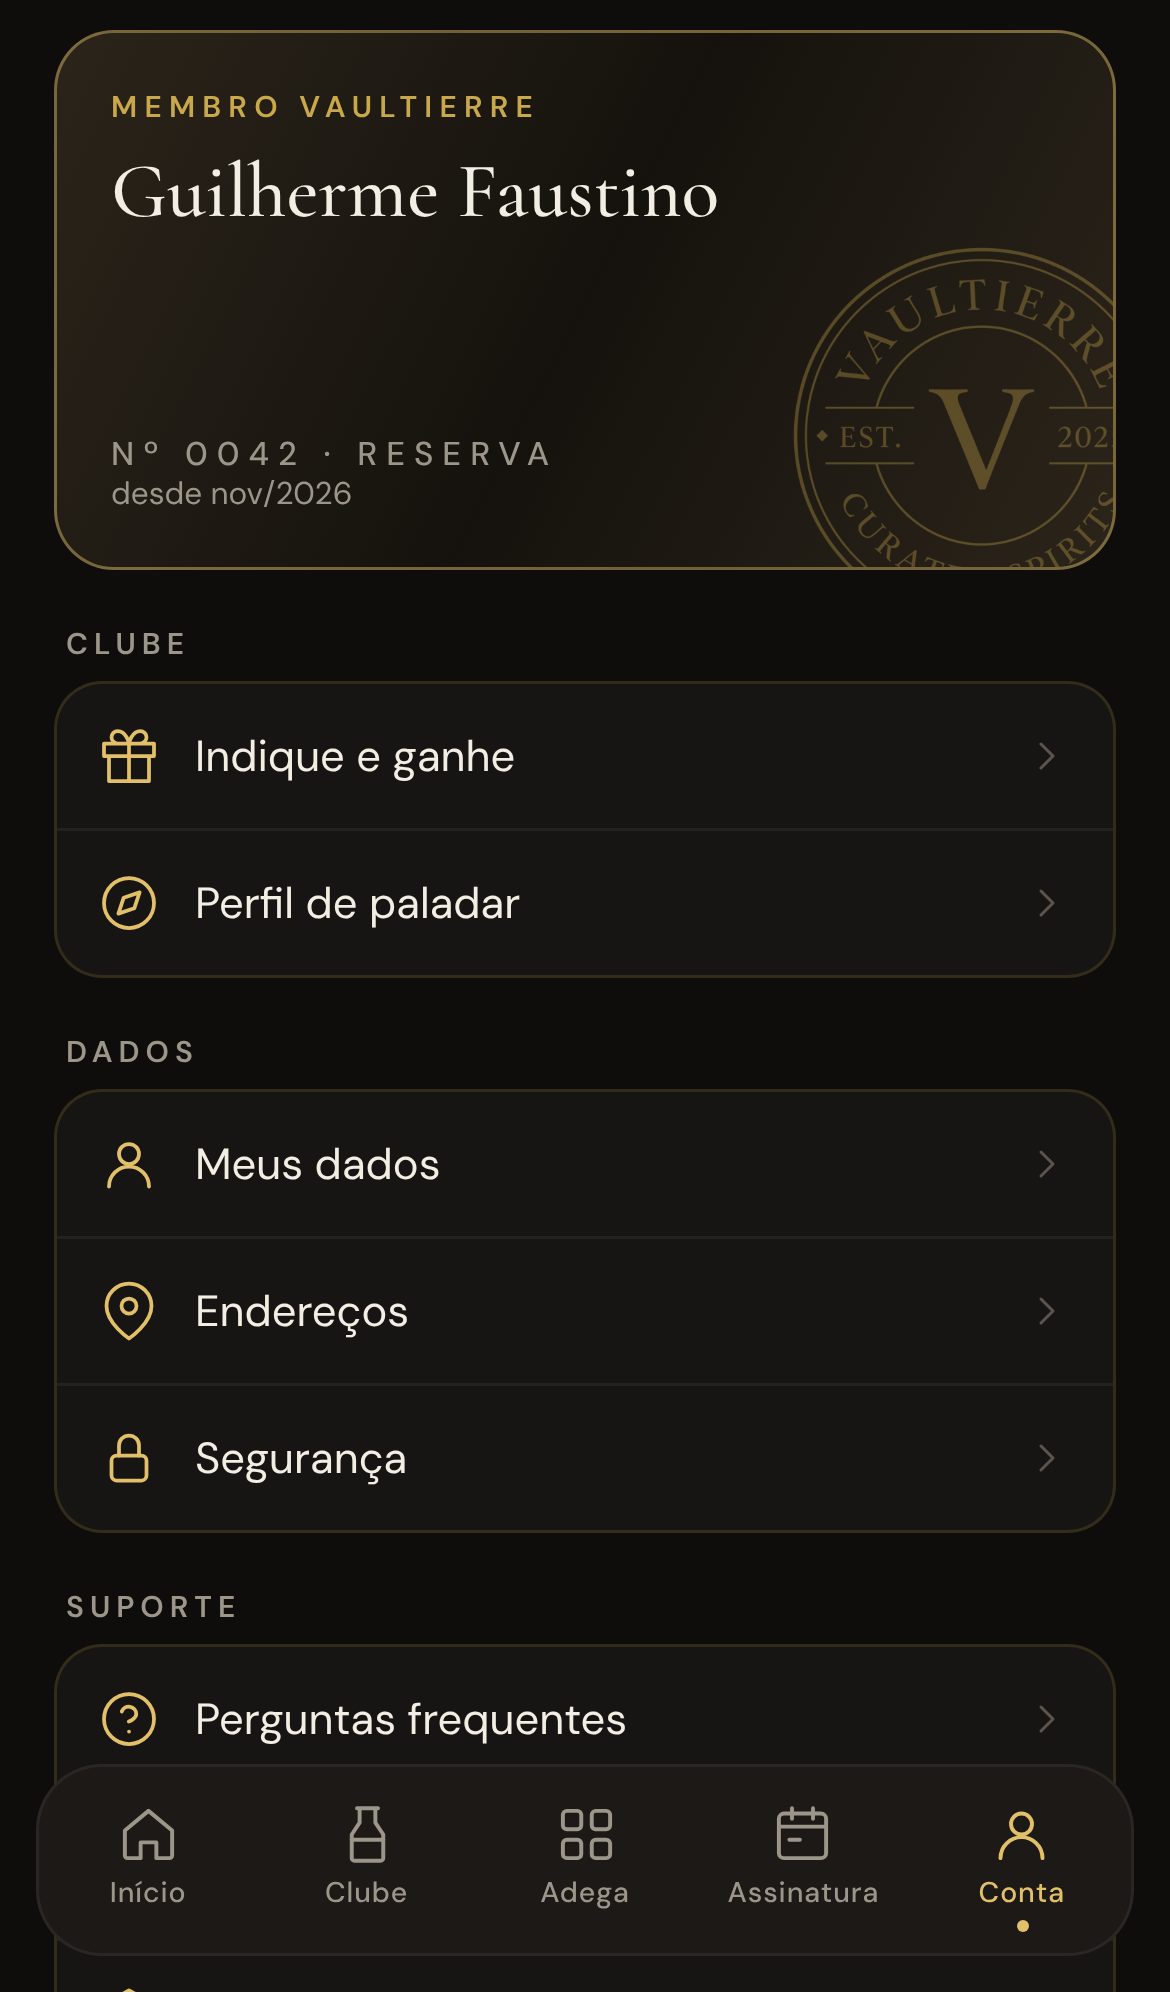 MEMBRO VAULTIERRE
Guilherme Faustino
VAULTIERRE
EST.
V
Nº 0042 · RESERVA
desde nov/2026
CLUBE
Indique e ganhe
Perfil de paladar
DADOS
Meus dados
Endereços
Segurança
SUPORTE
Perguntas frequentes
Início
Clube
Adega
Assinatura
Conta